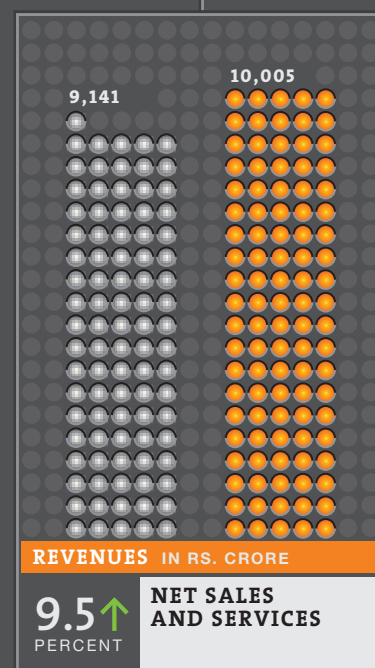 10,005
9,141
REVENUES IN RS. CRORE
9.5
PERCENT
NET SALES
AND SERVICES